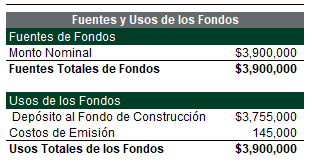 Fuentes y Usos de los Fondos
Fuentes de Fondos
Monto Nominal $3,900,000
Fuentes Totales de Fondos $3,900,000
Usos de los Fondos
Depósito al Fondo de Construcción $3,755,000
Costos de Emisión 145,000
Usos Totales de los Fondos $3,900,000